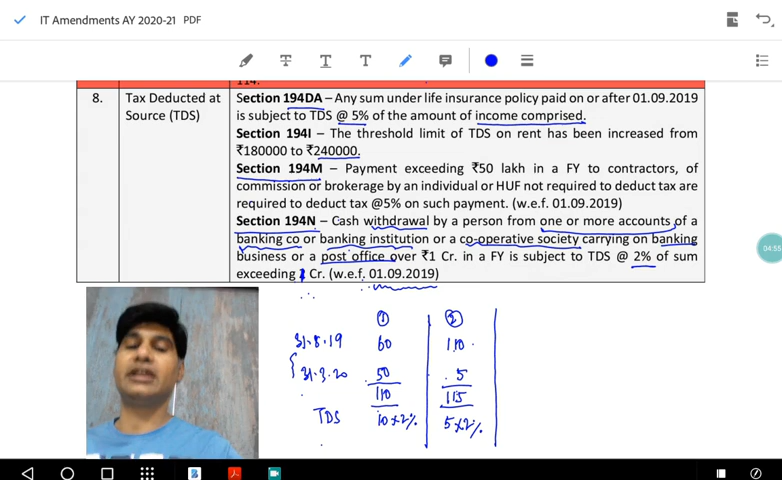 IT Amendments AY 2020-21 PDF
T T T
114.
8. Tax Deducted at Source (TDS)
Section 194DA – Any sum under life insurance policy paid on or after 01.09.2019
is subject to TDS @ 5% of the amount of income comprised.
Section 194I – The threshold limit of TDS on rent has been increased from
₹180000 to ₹240000.
Section 194M – Payment exceeding ₹50 lakh in a FY to contractors, of
commission or brokerage by an individual or HUF not required to deduct tax are
required to deduct tax @5% on such payment. (w.e.f. 01.09.2019)
Section 194N – Cash withdrawal by a person from one or more accounts of a
banking co or banking institution or a co-operative society carrying on banking
business or a post office over ₹1 Cr. in a FY is subject to TDS @ 2% of sum
exceeding 1 Cr. (w.e.f. 01.09.2019)
04:55
1 2
31.8.19 60 110
31.3.20 50 5
110 115
TDS 10×2% 5×2%